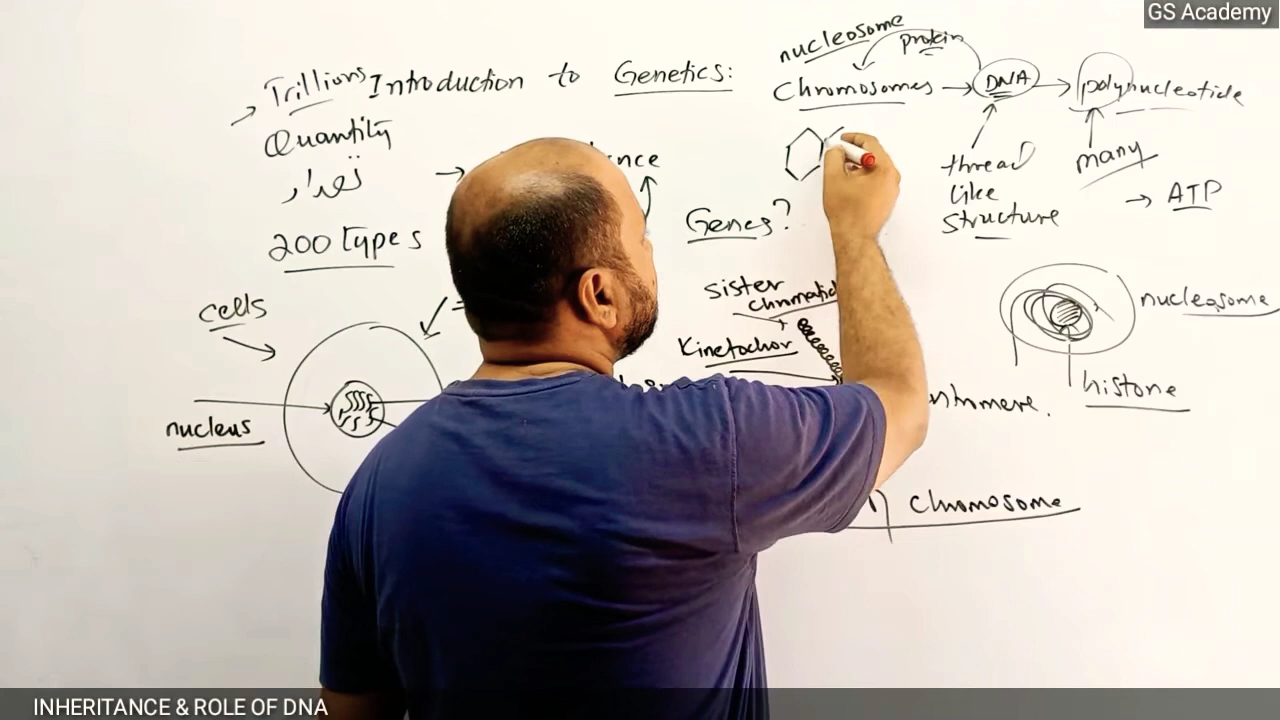 GS Academy
Trillions
Quantity
تعداد
200 types
cells
nucleus
Introduction to Genetics:
Genes?
sister
chromatid
Kinetochor
nucleosome
protein
Chromosomes → DNA → polynucleotide
thread
like
structure
many
→ ATP
nucleosome
histone
chromosome
INHERITANCE & ROLE OF DNA